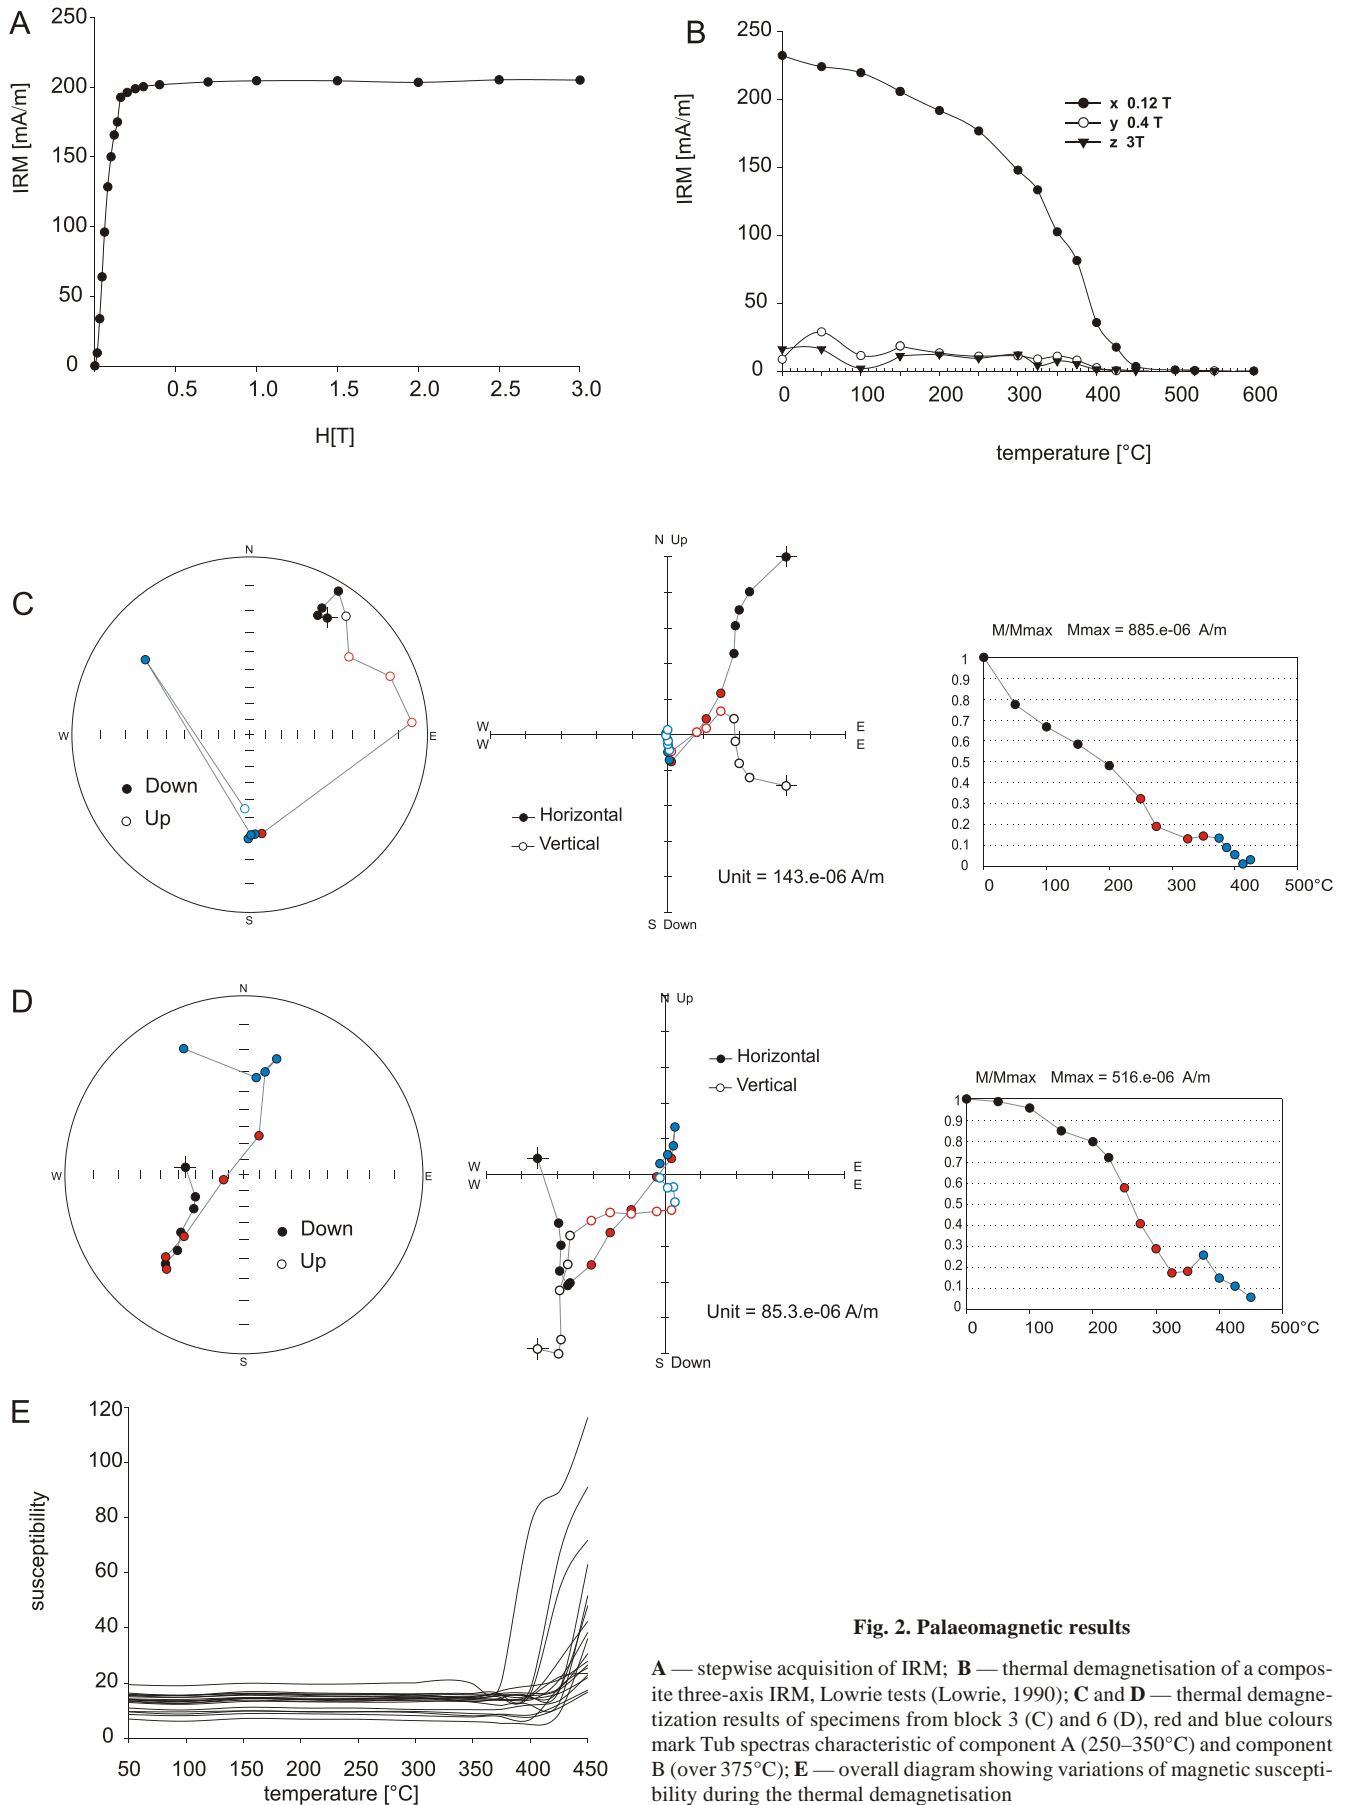 A
250
200
150
100
50
0
IRM [mA/m]
0.5 1.0 1.5 2.0 2.5 3.0
H[T]
B
250
200
150
100
50
0
IRM [mA/m]
x 0.12 T
y 0.4 T
z 3T
0 100 200 300 400 500 600
temperature [°C]
C
N
W
E
S
Down
Up
N Up
W
W
E
E
Horizontal
Vertical
Unit = 143.e-06 A/m
S Down
M/Mmax Mmax = 885.e-06 A/m
1
0.9
0.8
0.7
0.6
0.5
0.4
0.3
0.2
0.1
0
0 100 200 300 400 500°C
D
N
W
E
S
Down
Up
N Up
W
W
E
E
Horizontal
Vertical
Unit = 85.3.e-06 A/m
S Down
M/Mmax Mmax = 516.e-06 A/m
1
0.9
0.8
0.7
0.6
0.5
0.4
0.3
0.2
0.1
0
0 100 200 300 400 500°C
E
120
100
80
60
40
20
0
susceptibility
50 100 150 200 250 300 350 400 450
temperature [°C]
Fig. 2. Palaeomagnetic results
A — stepwise acquisition of IRM; B — thermal demagnetisation of a compos-
ite three-axis IRM, Lowrie tests (Lowrie, 1990); C and D — thermal demagne-
tization results of specimens from block 3 (C) and 6 (D), red and blue colours
mark Tub spectras characteristic of component A (250–350°C) and component
B (over 375°C); E — overall diagram showing variations of magnetic suscepti-
bility during the thermal demagnetisation